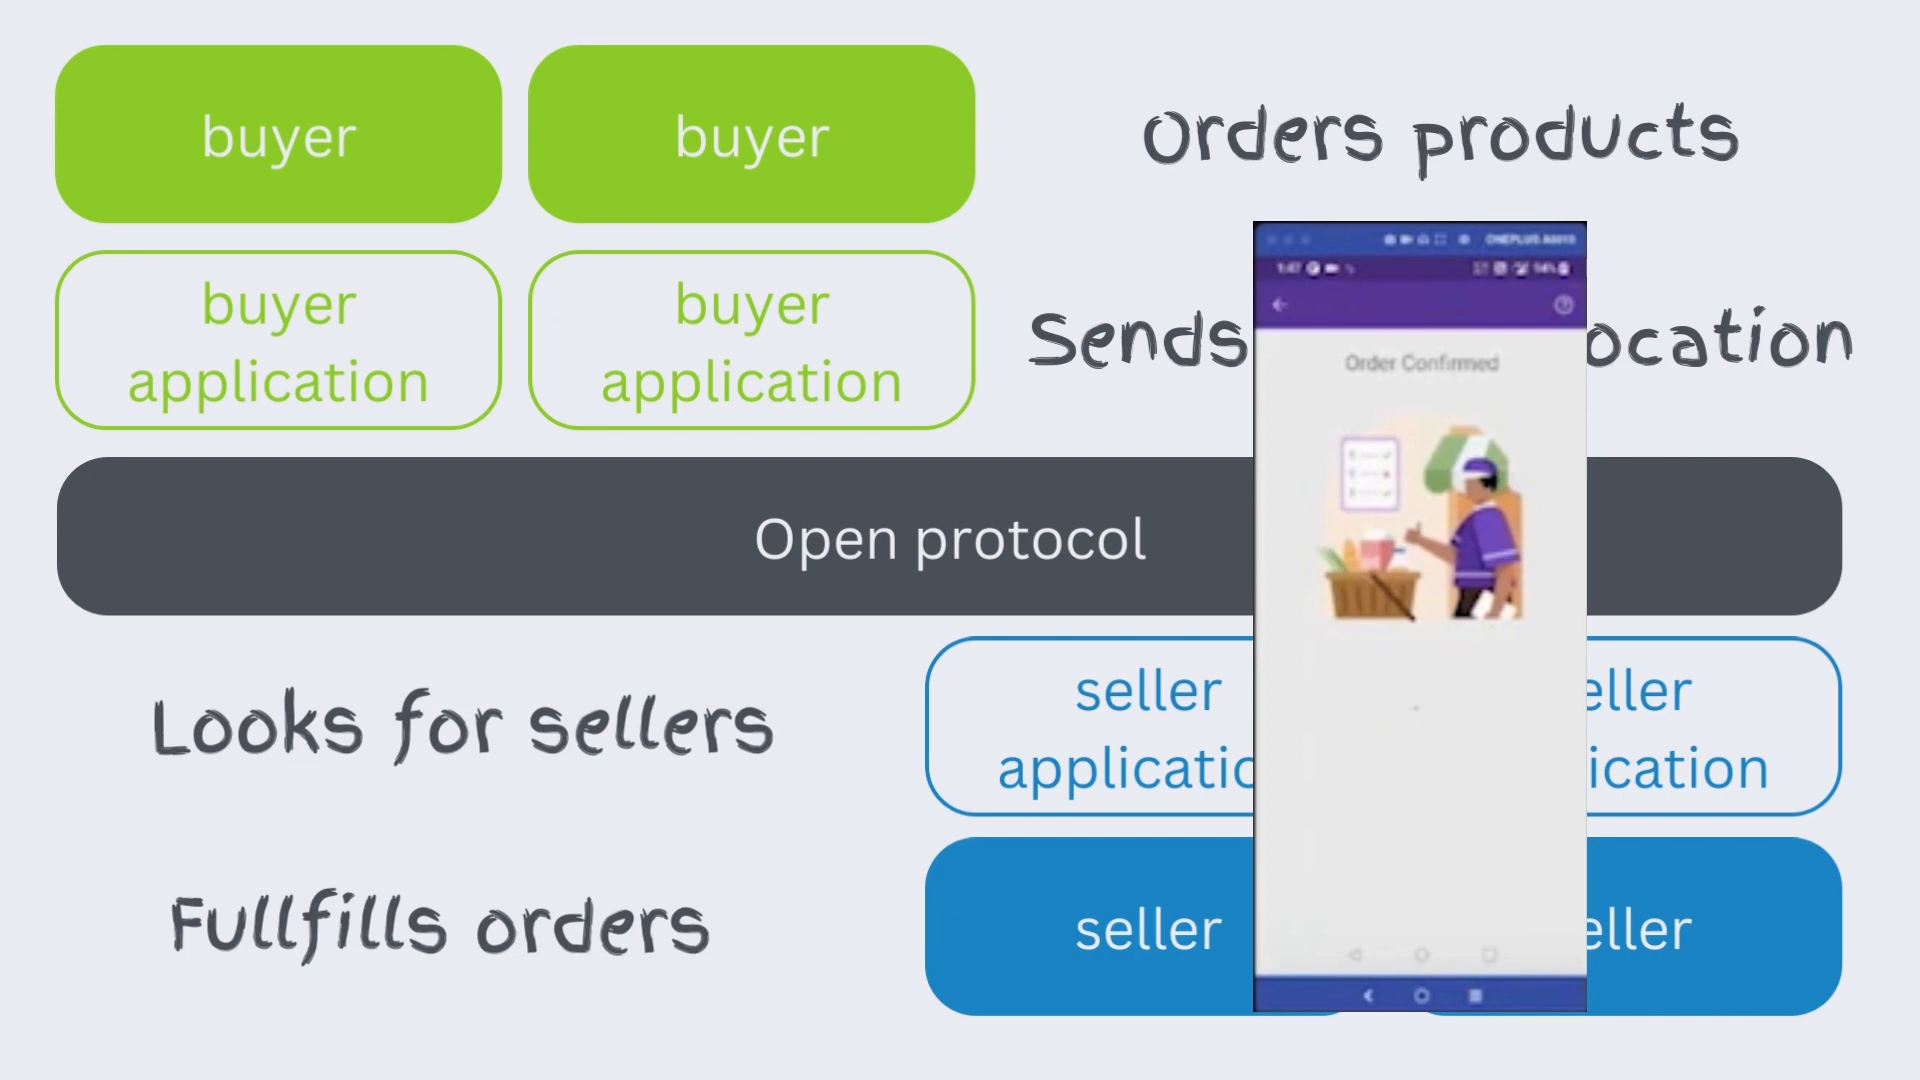 buyer
buyer
Orders products
buyer
application
buyer
application
Sends
ocation
Order Confirmed
Open protocol
Looks for sellers
seller
applicatio
eller
ication
Fullfills orders
seller
eller